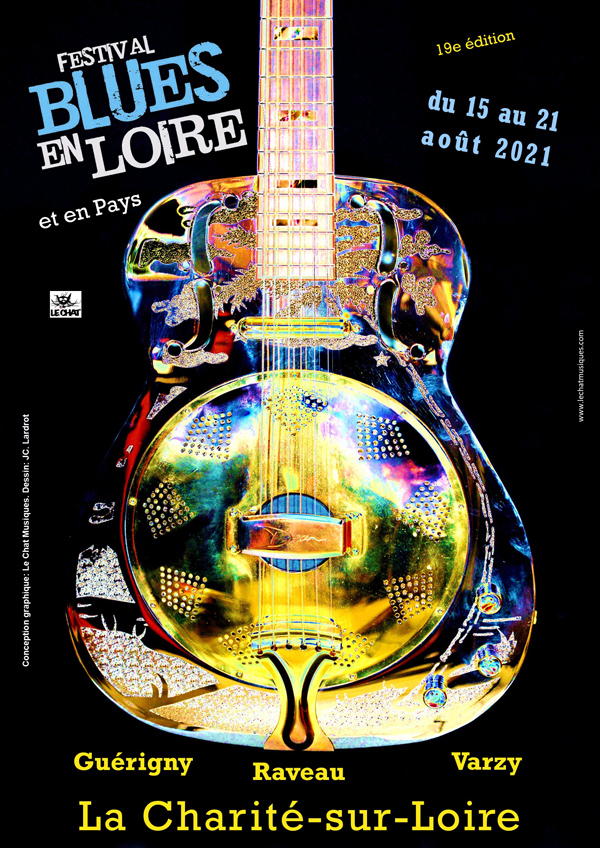 FESTIVAL
BLUES
EN LOIRE
et en Pays
19e édition
du 15 au 21
août 2021
LE CHAT
www.lechatmusiques.com
Conception graphique: Le Chat Musiques. Dessin: JC. Lardrot
Guérigny
Raveau
Varzy
La Charité-sur-Loire